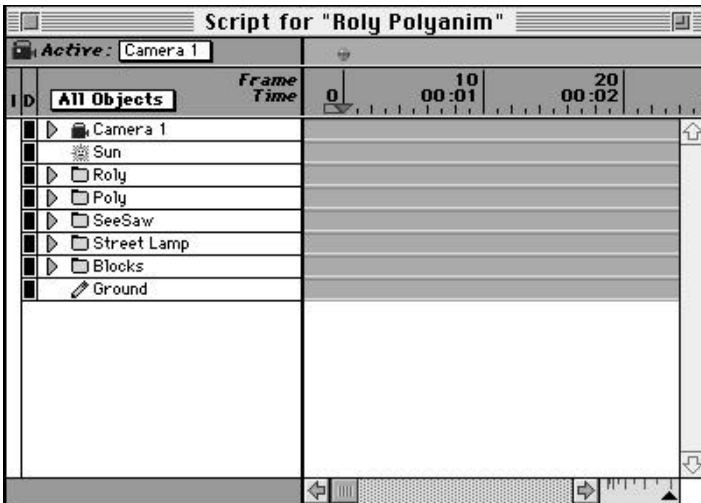 Script for "Roly Polyanim"
Active: Camera 1
Frame 10 20
I D All Objects Time 0 00:01 00:02
Camera 1
Sun
Roly
Poly
SeeSaw
Street Lamp
Blocks
Ground